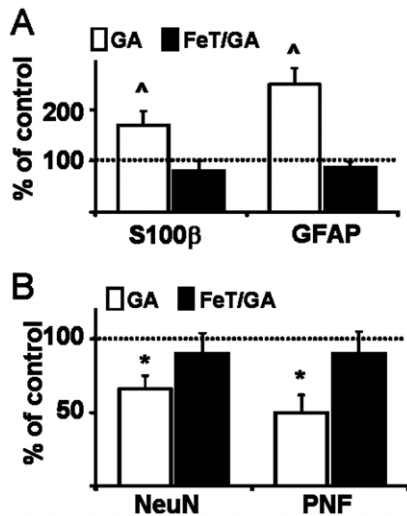 A
GA FeT/GA
% of control
200
100
^
^
S100β GFAP
B
GA FeT/GA
% of control
100
50
*
*
NeuN PNF